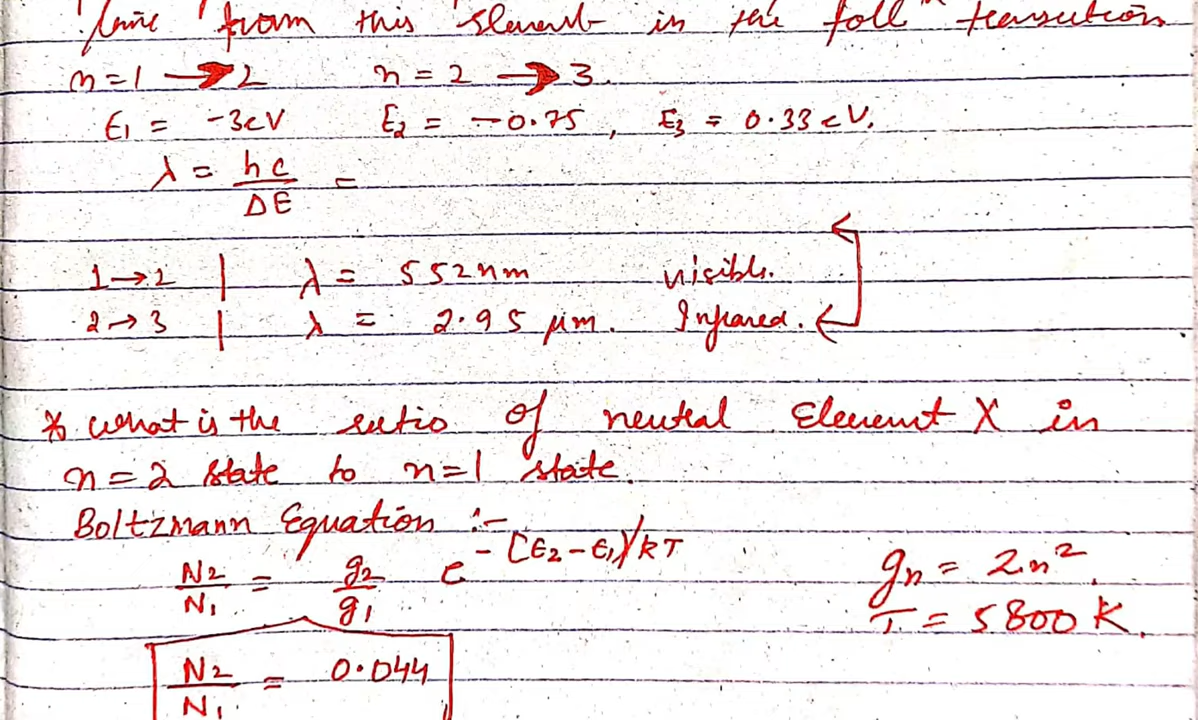 line from this element in the foll^n transition
n=1 → 2 n = 2 → 3.
E₁ = -3eV E₂ = -0.75, E₃ = 0.33eV.
λ = hc/ΔE =
1→2 | λ = 552nm visible.
2→3 | λ = 2.95 μm. Infrared.
* what is the ratio of neutral Element X in
n=2 state to n=1 state.
Boltzmann Equation :-
N₂/N₁ = g₂/g₁ e^-[E₂-E₁]/kT gₙ = 2n².
T = 5800 K.
N₂/N₁ = 0.044